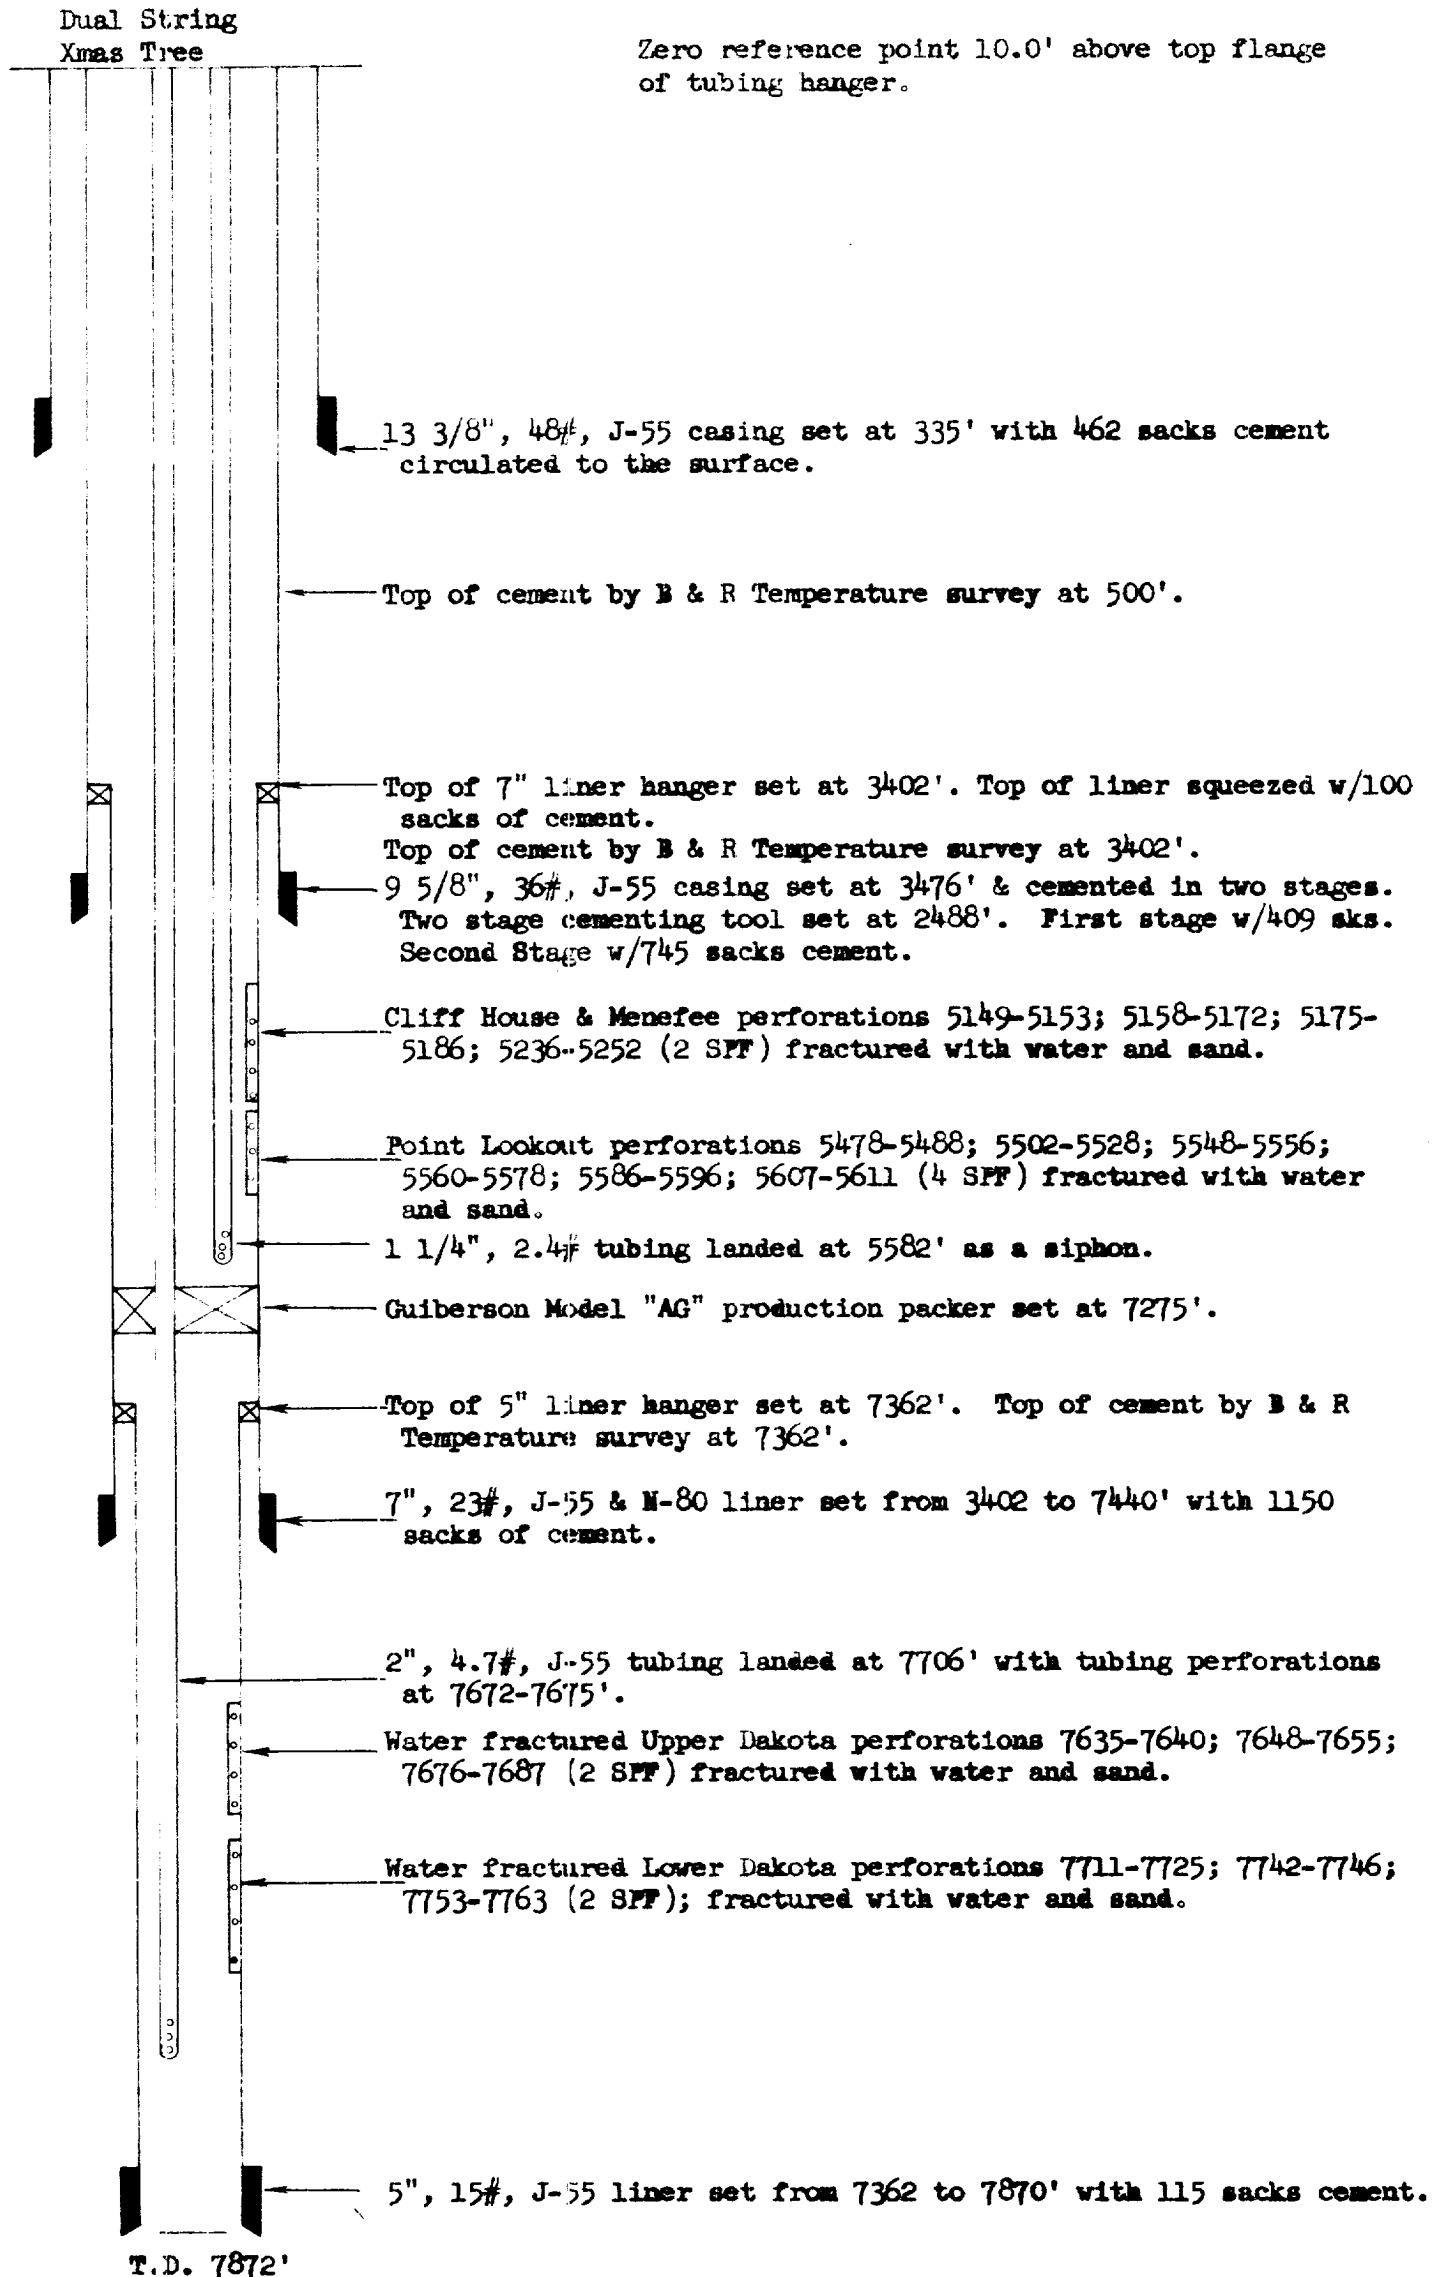 Dual String
Xmas Tree
Zero reference point 10.0' above top flange
of tubing hanger.
13 3/8", 48#, J-55 casing set at 335' with 462 sacks cement
circulated to the surface.
Top of cement by B & R Temperature survey at 500'.
Top of 7" liner hanger set at 3402'. Top of liner squeezed w/100
sacks of cement.
Top of cement by B & R Temperature survey at 3402'.
9 5/8", 36#, J-55 casing set at 3476' & cemented in two stages.
Two stage cementing tool set at 2488'. First stage w/409 sks.
Second Stage w/745 sacks cement.
Cliff House & Menefee perforations 5149-5153; 5158-5172; 5175-
5186; 5236-5252 (2 SPF) fractured with water and sand.
Point Lookout perforations 5478-5488; 5502-5528; 5548-5556;
5560-5578; 5586-5596; 5607-5611 (4 SPF) fractured with water
and sand.
1 1/4", 2.4# tubing landed at 5582' as a siphon.
Guiberson Model "AG" production packer set at 7275'.
Top of 5" liner hanger set at 7362'. Top of cement by B & R
Temperature survey at 7362'.
7", 23#, J-55 & N-80 liner set from 3402 to 7440' with 1150
sacks of cement.
2", 4.7#, J-55 tubing landed at 7706' with tubing perforations
at 7672-7675'.
Water fractured Upper Dakota perforations 7635-7640; 7648-7655;
7676-7687 (2 SPF) fractured with water and sand.
Water fractured Lower Dakota perforations 7711-7725; 7742-7746;
7753-7763 (2 SPF); fractured with water and sand.
5", 15#, J-55 liner set from 7362 to 7870' with 115 sacks cement.
T.D. 7872'